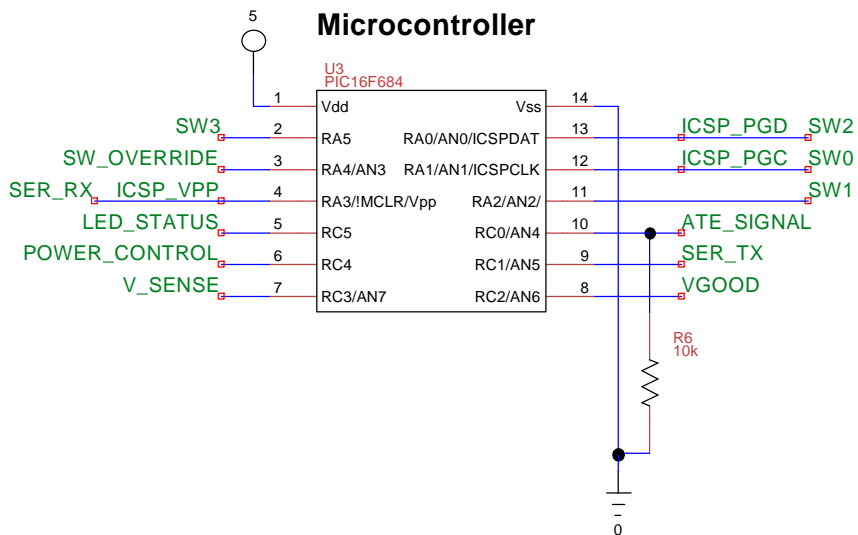 Microcontroller
5
U3
PIC16F684
1 Vdd Vss 14
SW3 2 RA5 RA0/AN0/ICSPDAT 13 ICSP_PGD SW2
SW_OVERRIDE 3 RA4/AN3 RA1/AN1/ICSPCLK 12 ICSP_PGC SW0
SER_RX ICSP_VPP 4 RA3/!MCLR/Vpp RA2/AN2/ 11 SW1
LED_STATUS 5 RC5 RC0/AN4 10 ATE_SIGNAL
POWER_CONTROL 6 RC4 RC1/AN5 9 SER_TX
V_SENSE 7 RC3/AN7 RC2/AN6 8 VGOOD
R6
10k
0